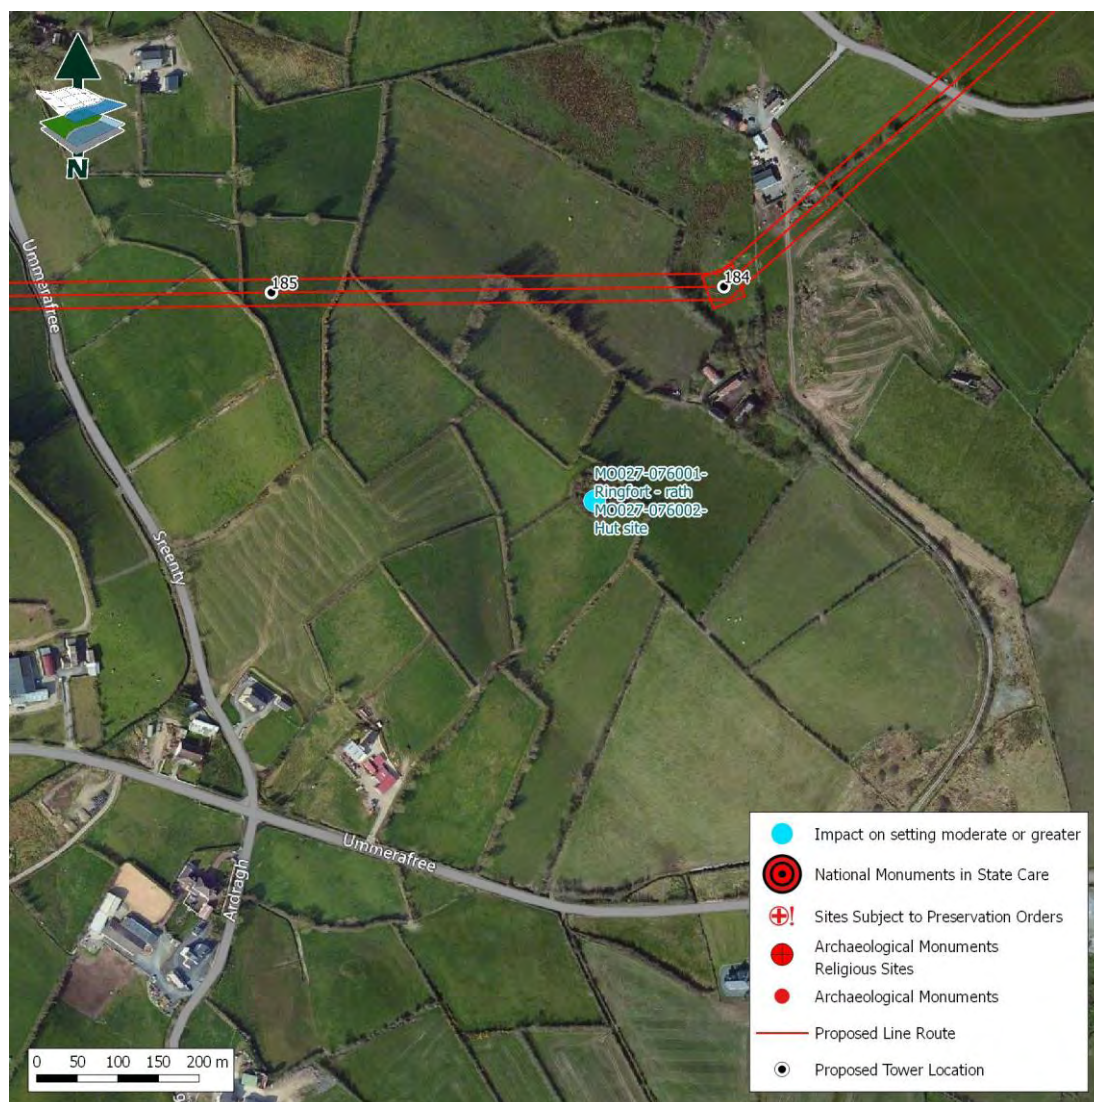 N
Ummerafree
185
184
MO027-076001-
Ringfort - rath
MO027-076002-
Hut site
Sreenty
Ummerafree
Ardragh
Impact on setting moderate or greater
National Monuments in State Care
Sites Subject to Preservation Orders
Archaeological Monuments
Religious Sites
Archaeological Monuments
Proposed Line Route
Proposed Tower Location
0 50 100 150 200 m